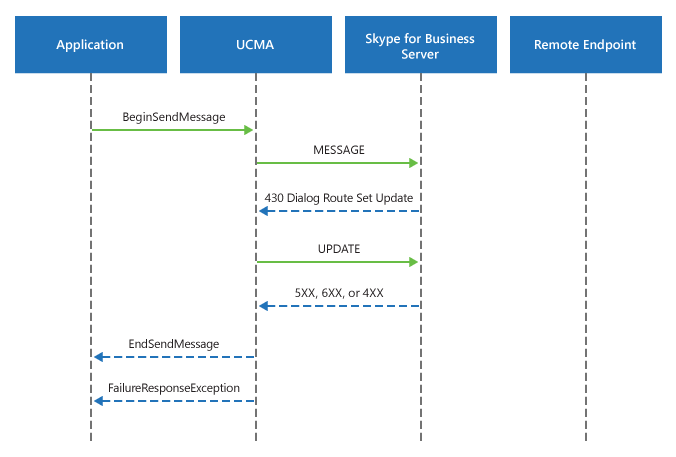 Application
UCMA
Skype for Business
Server
Remote Endpoint
BeginSendMessage
MESSAGE
430 Dialog Route Set Update
UPDATE
5XX, 6XX, or 4XX
EndSendMessage
FailureResponseException